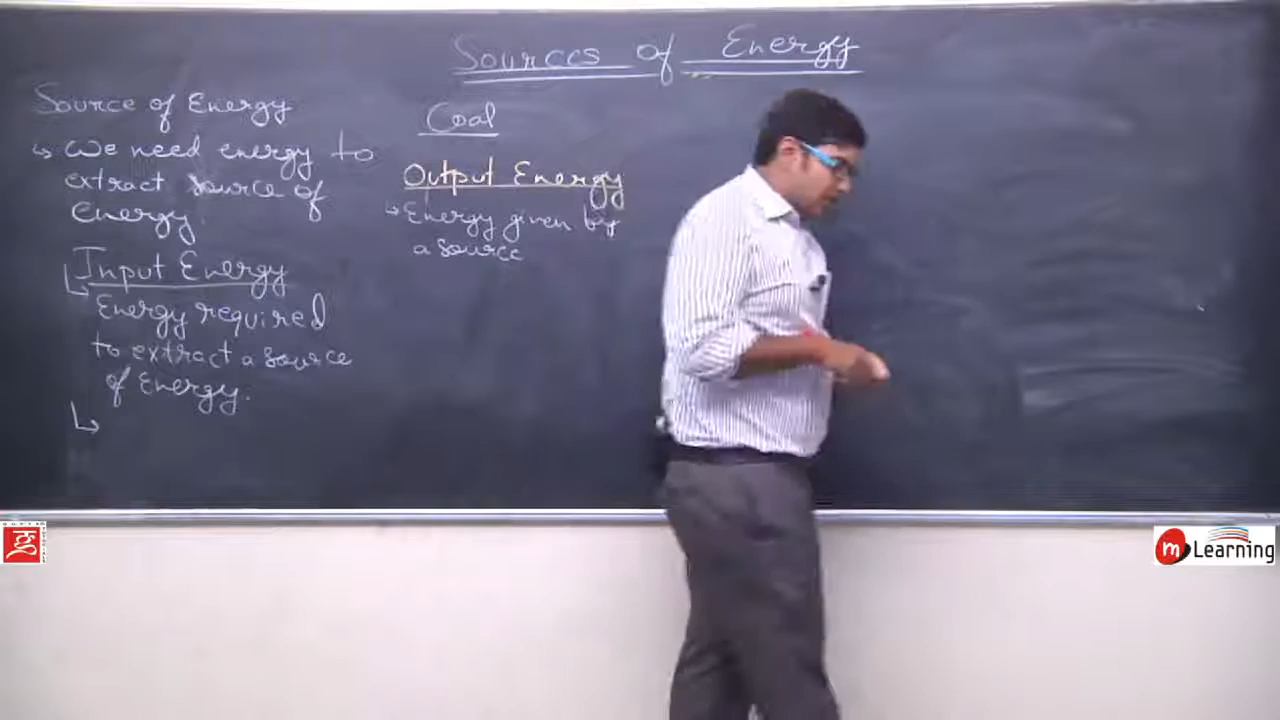 Sources of Energy
Source of Energy
↳ We need energy to
extract source of
energy.
↳ Input Energy
Energy required
to extract a source
of Energy.
↳
Coal
Output Energy
↳ Energy given by
a source
m Learning